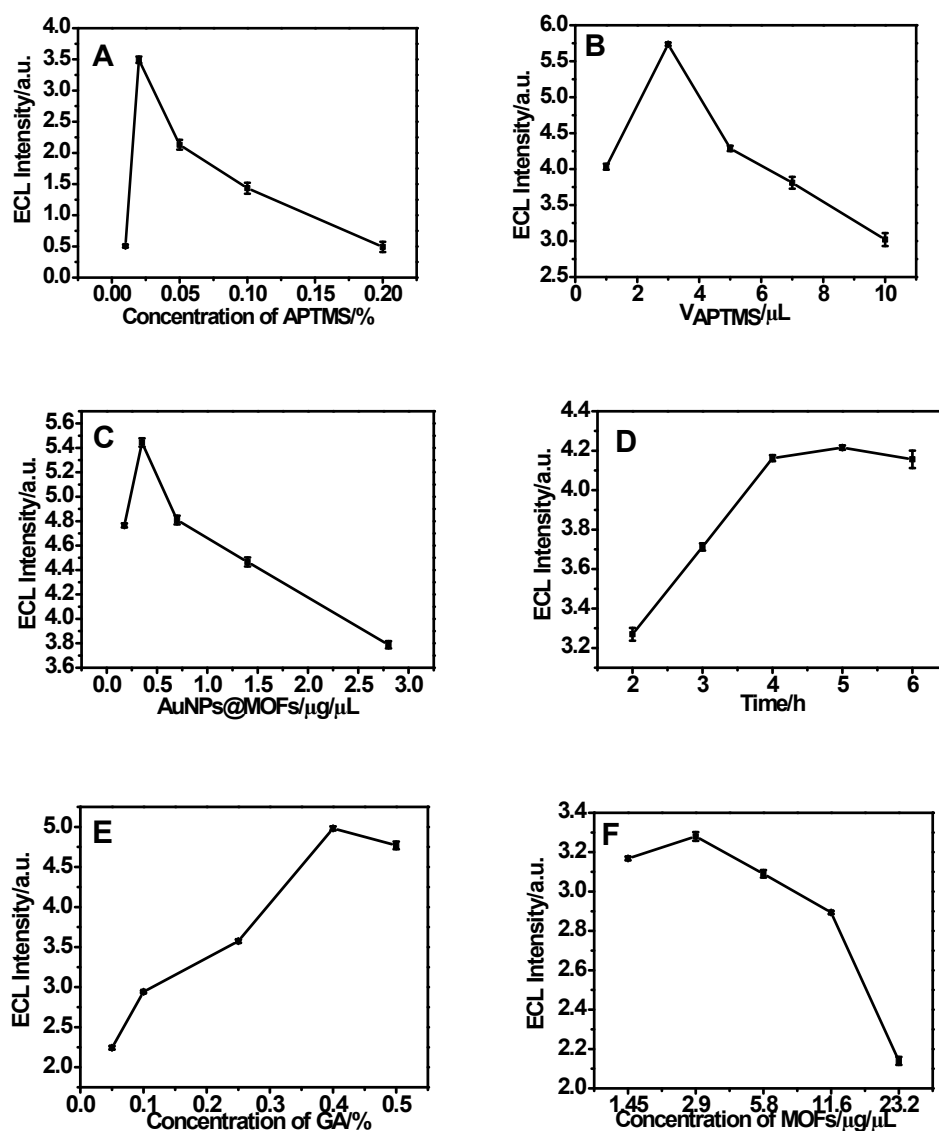 A
ECL Intensity/a.u.
4.0
3.5
3.0
2.5
2.0
1.5
1.0
0.5
0.0
0.00 0.05 0.10 0.15 0.20
Concentration of APTMS/%
B
ECL Intensity/a.u.
6.0
5.5
5.0
4.5
4.0
3.5
3.0
2.5
0 2 4 6 8 10
VAPTMS/μL
C
ECL Intensity/a.u.
5.6
5.4
5.2
5.0
4.8
4.6
4.4
4.2
4.0
3.8
3.6
0.0 0.5 1.0 1.5 2.0 2.5 3.0
AuNPs@MOFs/μg/μL
D
ECL Intensity/a.u.
4.4
4.2
4.0
3.8
3.6
3.4
3.2
2 3 4 5 6
Time/h
E
ECL Intensity/a.u.
5.0
4.5
4.0
3.5
3.0
2.5
2.0
0.0 0.1 0.2 0.3 0.4 0.5
Concentration of GA/%
F
ECL Intensity/a.u.
3.4
3.2
3.0
2.8
2.6
2.4
2.2
2.0
1.45 2.9 5.8 11.6 23.2
Concentration of MOFs/μg/μL